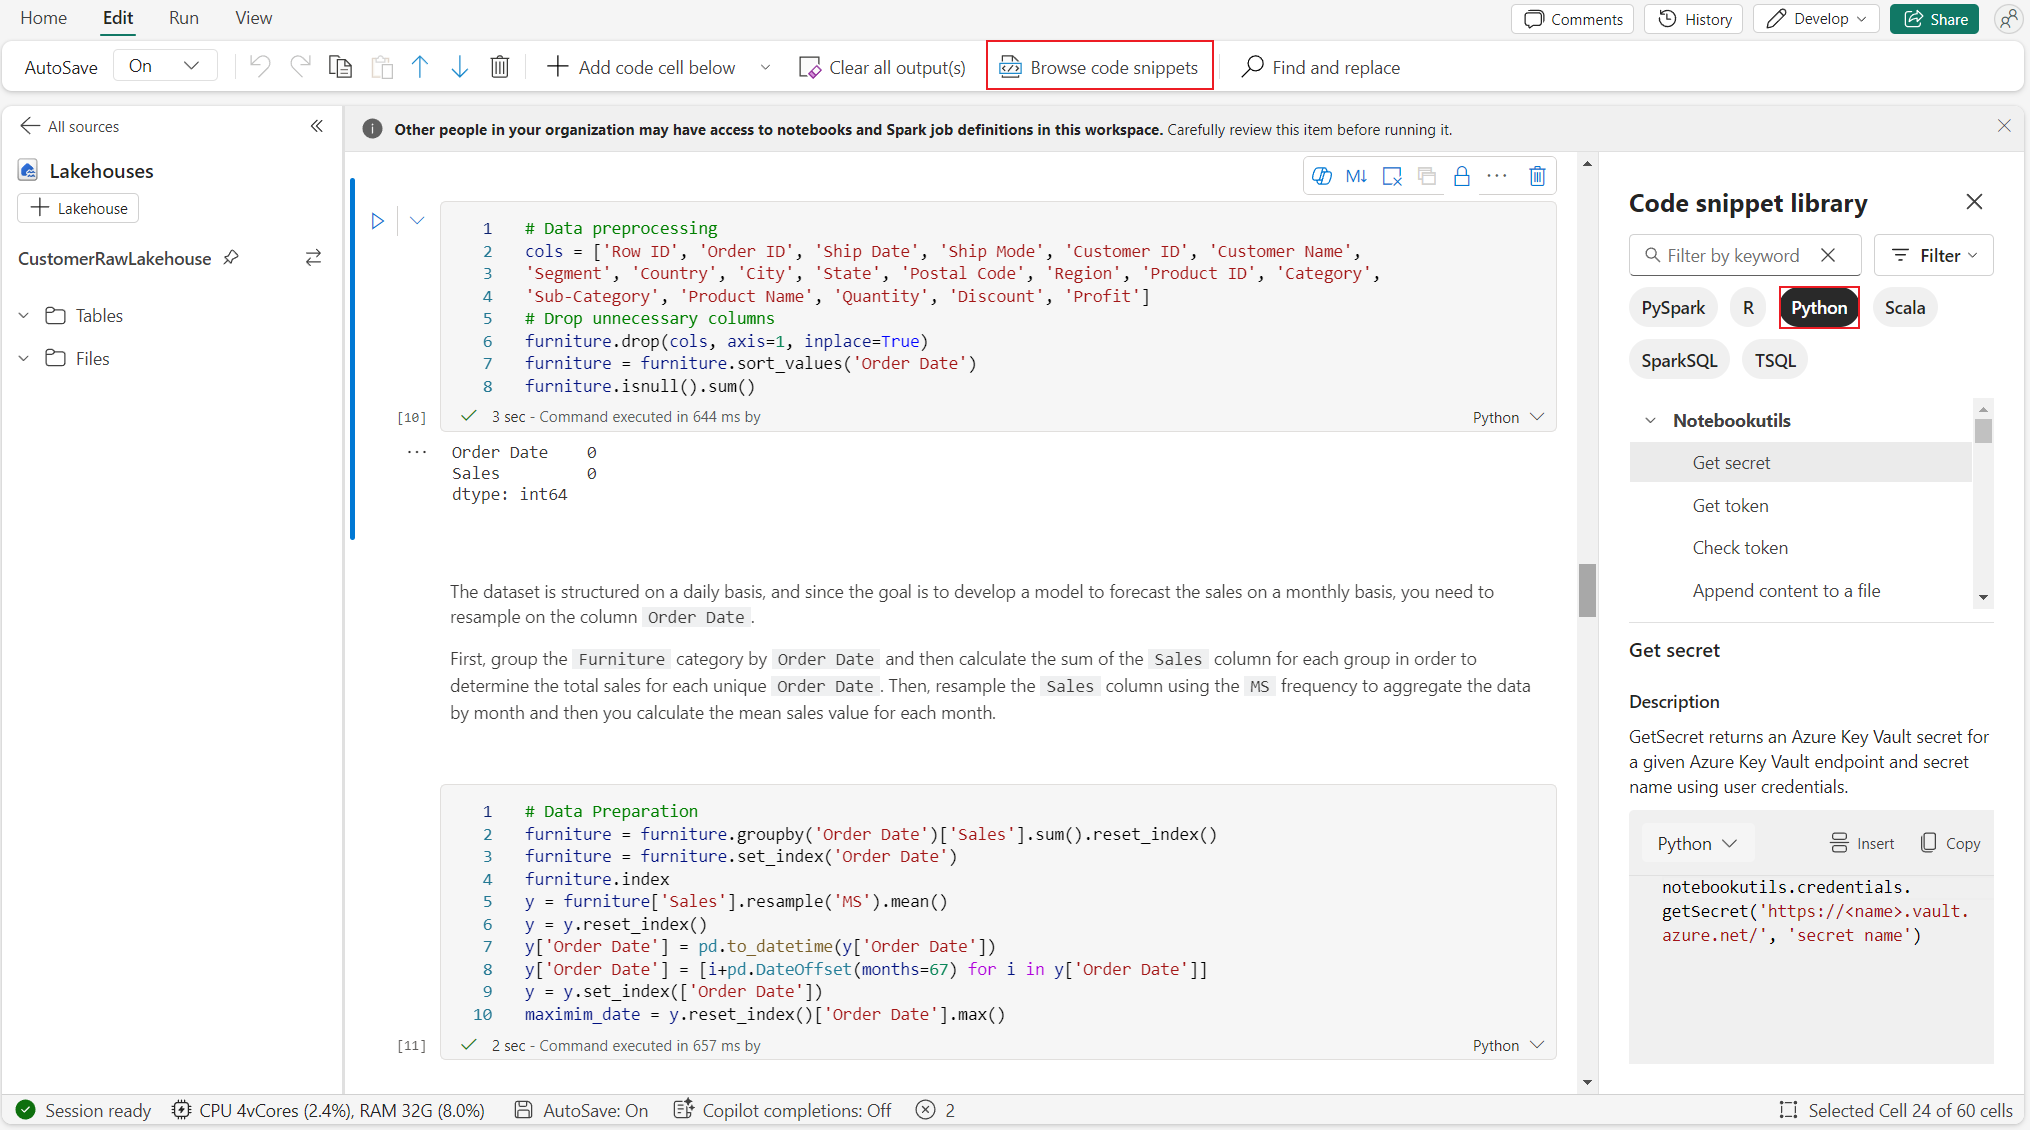 Home Edit Run View Comments History Develop Share
AutoSave On Add code cell below Clear all output(s) Browse code snippets Find and replace
All sources
Lakehouses
Lakehouse
CustomerRawLakehouse
Tables
Files
Other people in your organization may have access to notebooks and Spark job definitions in this workspace. Carefully review this item before running it.
M↓
1 # Data preprocessing
2 cols = ['Row ID', 'Order ID', 'Ship Date', 'Ship Mode', 'Customer ID', 'Customer Name',
3 'Segment', 'Country', 'City', 'State', 'Postal Code', 'Region', 'Product ID', 'Category',
4 'Sub-Category', 'Product Name', 'Quantity', 'Discount', 'Profit']
5 # Drop unnecessary columns
6 furniture.drop(cols, axis=1, inplace=True)
7 furniture = furniture.sort_values('Order Date')
8 furniture.isnull().sum()
[10] 3 sec - Command executed in 644 ms by Python
Order Date 0
Sales 0
dtype: int64
The dataset is structured on a daily basis, and since the goal is to develop a model to forecast the sales on a monthly basis, you need to
resample on the column Order Date.
First, group the Furniture category by Order Date and then calculate the sum of the Sales column for each group in order to
determine the total sales for each unique Order Date. Then, resample the Sales column using the MS frequency to aggregate the data
by month and then you calculate the mean sales value for each month.
1 # Data Preparation
2 furniture = furniture.groupby('Order Date')['Sales'].sum().reset_index()
3 furniture = furniture.set_index('Order Date')
4 furniture.index
5 y = furniture['Sales'].resample('MS').mean()
6 y = y.reset_index()
7 y['Order Date'] = pd.to_datetime(y['Order Date'])
8 y['Order Date'] = [i+pd.DateOffset(months=67) for i in y['Order Date']]
9 y = y.set_index(['Order Date'])
10 maximim_date = y.reset_index()['Order Date'].max()
[11] 2 sec - Command executed in 657 ms by Python
Code snippet library
Filter by keyword Filter
PySpark R Python Scala
SparkSQL TSQL
Notebookutils
Get secret
Get token
Check token
Append content to a file
Get secret
Description
GetSecret returns an Azure Key Vault secret for
a given Azure Key Vault endpoint and secret
name using user credentials.
Python Insert Copy
notebookutils.credentials.
getSecret('https://<name>.vault.
azure.net/', 'secret name')
Session ready CPU 4vCores (2.4%), RAM 32G (8.0%) AutoSave: On Copilot completions: Off 2 Selected Cell 24 of 60 cells